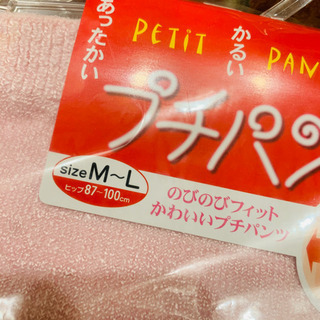 あったかい
PETIT
かるい
PAN
プチパン
size M～L
ヒップ87～100cm
のびのびフィット
かわいいプチパンツ